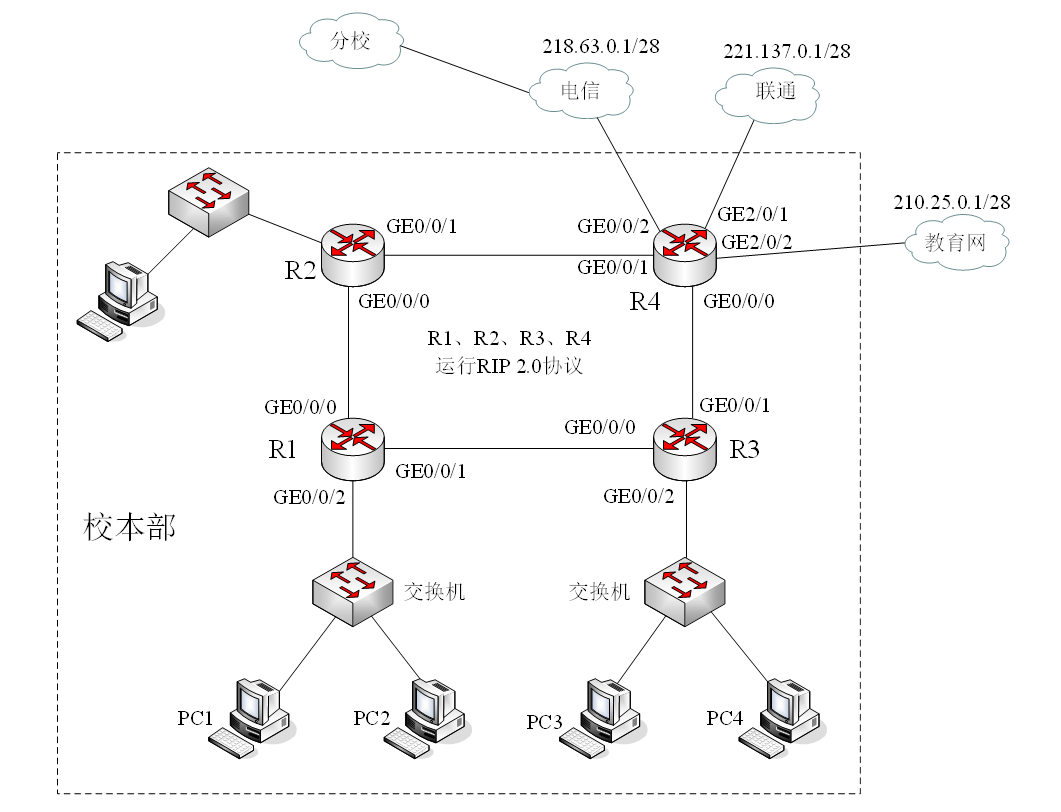 分校
218.63.0.1/28
221.137.0.1/28
电信
联通
210.25.0.1/28
GE0/0/1
GE0/0/2
GE2/0/1
GE2/0/2
教育网
R2
GE0/0/1
R4
GE0/0/0
GE0/0/0
R1、R2、R3、R4
运行RIP 2.0协议
GE0/0/0
GE0/0/1
R1
GE0/0/0
R3
GE0/0/1
GE0/0/2
GE0/0/2
校本部
交换机
交换机
PC1
PC2
PC3
PC4